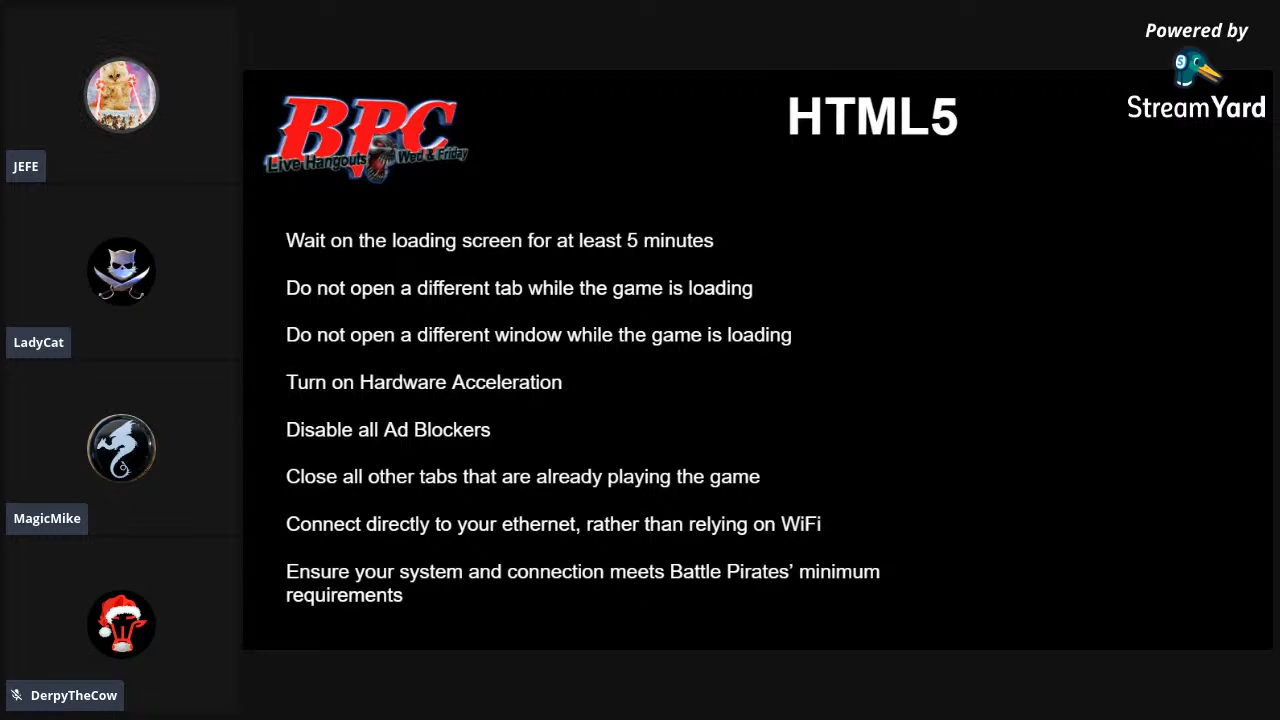 Powered by
StreamYard
BPC
Live Hangouts Wed & Friday
HTML5
JEFE
LadyCat
MagicMike
DerpyTheCow
Wait on the loading screen for at least 5 minutes
Do not open a different tab while the game is loading
Do not open a different window while the game is loading
Turn on Hardware Acceleration
Disable all Ad Blockers
Close all other tabs that are already playing the game
Connect directly to your ethernet, rather than relying on WiFi
Ensure your system and connection meets Battle Pirates’ minimum
requirements